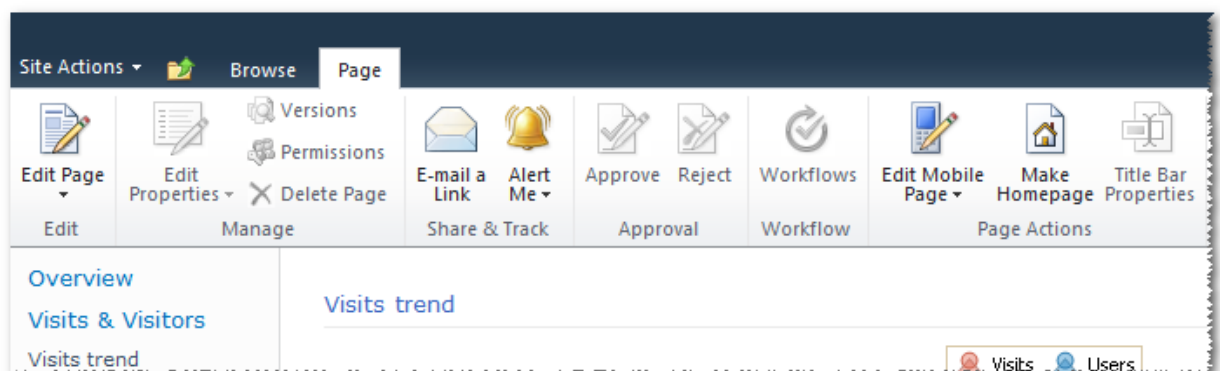 Site Actions Browse Page
Edit Page
Edit
Properties
Versions
Permissions
Delete Page
E-mail a
Link
Alert
Me
Approve Reject
Workflows
Edit Mobile
Page
Make
Homepage
Title Bar
Properties
Edit Manage Share & Track Approval Workflow Page Actions
Overview
Visits & Visitors
Visits trend
Visits trend
Visits Users